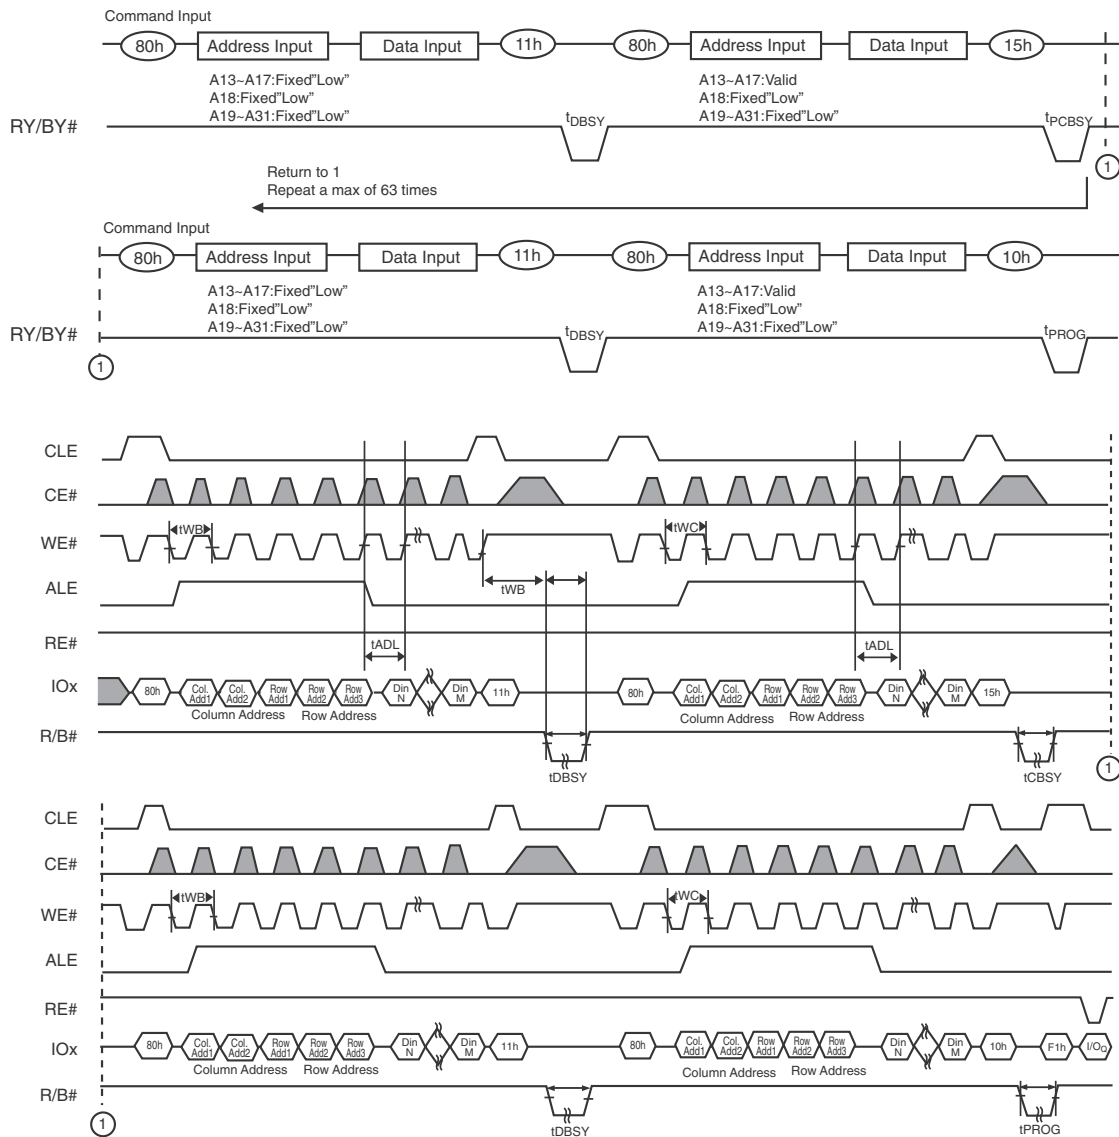 Command Input
80h Address Input Data Input 11h 80h Address Input Data Input 15h
A13~A17:Fixed"Low" A13~A17:Valid
A18:Fixed"Low" A18:Fixed"Low"
A19~A31:Fixed"Low" A19~A31:Fixed"Low"
RY/BY# tDBSY tPCBSY
1
Return to 1
Repeat a max of 63 times
Command Input
80h Address Input Data Input 11h 80h Address Input Data Input 10h
A13~A17:Fixed"Low" A13~A17:Valid
A18:Fixed"Low" A18:Fixed"Low"
A19~A31:Fixed"Low" A19~A31:Fixed"Low"
RY/BY# tDBSY tPROG
1
CLE
CE#
WE# tWB tWC
ALE tWB
RE# tADL tADL
IOx 80h Col. Add1 Col. Add2 Row Add1 Row Add2 Row Add3 Din N Din M 11h 80h Col. Add1 Col. Add2 Row Add1 Row Add2 Row Add3 Din N Din M 15h
Column Address Row Address Column Address Row Address
R/B# tDBSY tCBSY
1
CLE
CE#
WE# tWB tWC
ALE
RE#
IOx 80h Col. Add1 Col. Add2 Row Add1 Row Add2 Row Add3 Din N Din M 11h 80h Col. Add1 Col. Add2 Row Add1 Row Add2 Row Add3 Din N Din M 10h F1h I/OQ
Column Address Row Address Column Address Row Address
R/B# tDBSY tPROG
1